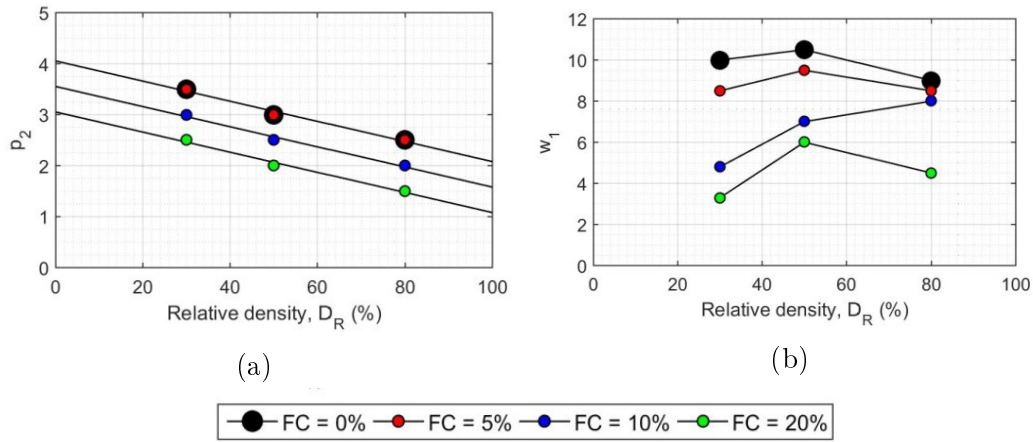 5
4
3
2
1
0
p2
0 20 40 60 80 100
Relative density, DR (%)
(a)
12
10
8
6
4
2
0
w1
0 20 40 60 80 100
Relative density, DR (%)
(b)
FC = 0% FC = 5% FC = 10% FC = 20%